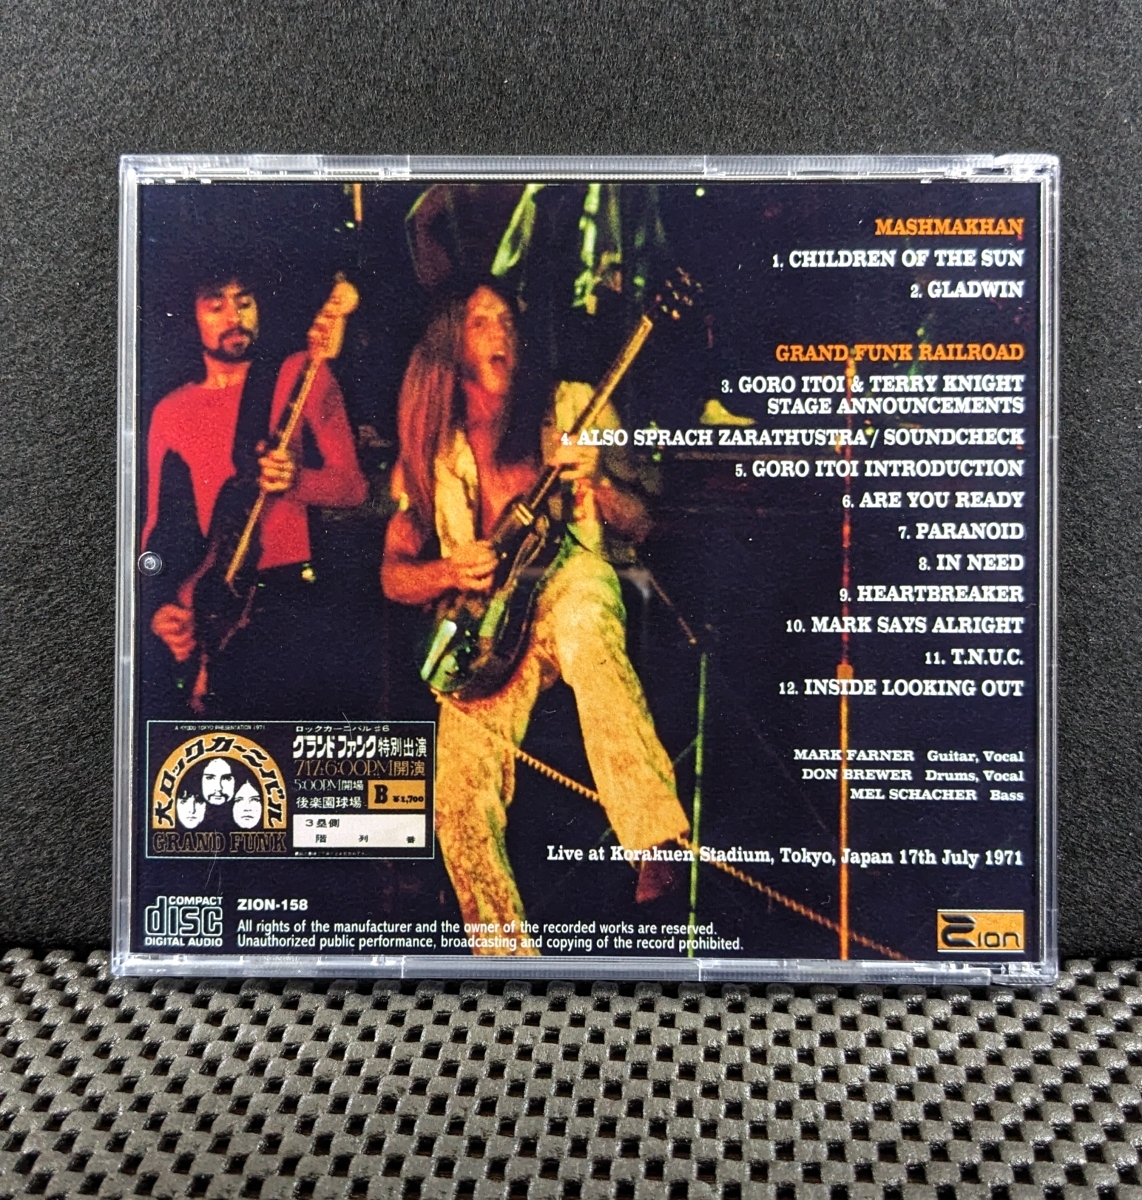 MASHMAKHAN
1. CHILDREN OF THE SUN
2. GLADWIN
GRAND FUNK RAILROAD
3. GORO ITOI & TERRY KNIGHT
STAGE ANNOUNCEMENTS
4. ALSO SPRACH ZARATHUSTRA / SOUNDCHECK
5. GORO ITOI INTRODUCTION
6. ARE YOU READY
7. PARANOID
8. IN NEED
9. HEARTBREAKER
10. MARK SAYS ALRIGHT
11. T.N.U.C.
12. INSIDE LOOKING OUT
MARK FARNER Guitar, Vocal
DON BREWER Drums, Vocal
MEL SCHACHER Bass
Live at Korakuen Stadium, Tokyo, Japan 17th July 1971
A KYODO TOKYO PRESENTATION 1971
大ロックカーニバル
GRAND FUNK
ロックカーニバル#6
グランドファンク特別出演
7/17:6:00P.M開演
5:00P.M開場
後楽園球場
B ¥1,700
3塁側
階 列 番
COMPACT
disc
DIGITAL AUDIO
ZION-158
All rights of the manufacturer and the owner of the recorded works are reserved.
Unauthorized public performance, broadcasting and copying of the record prohibited.
Zion